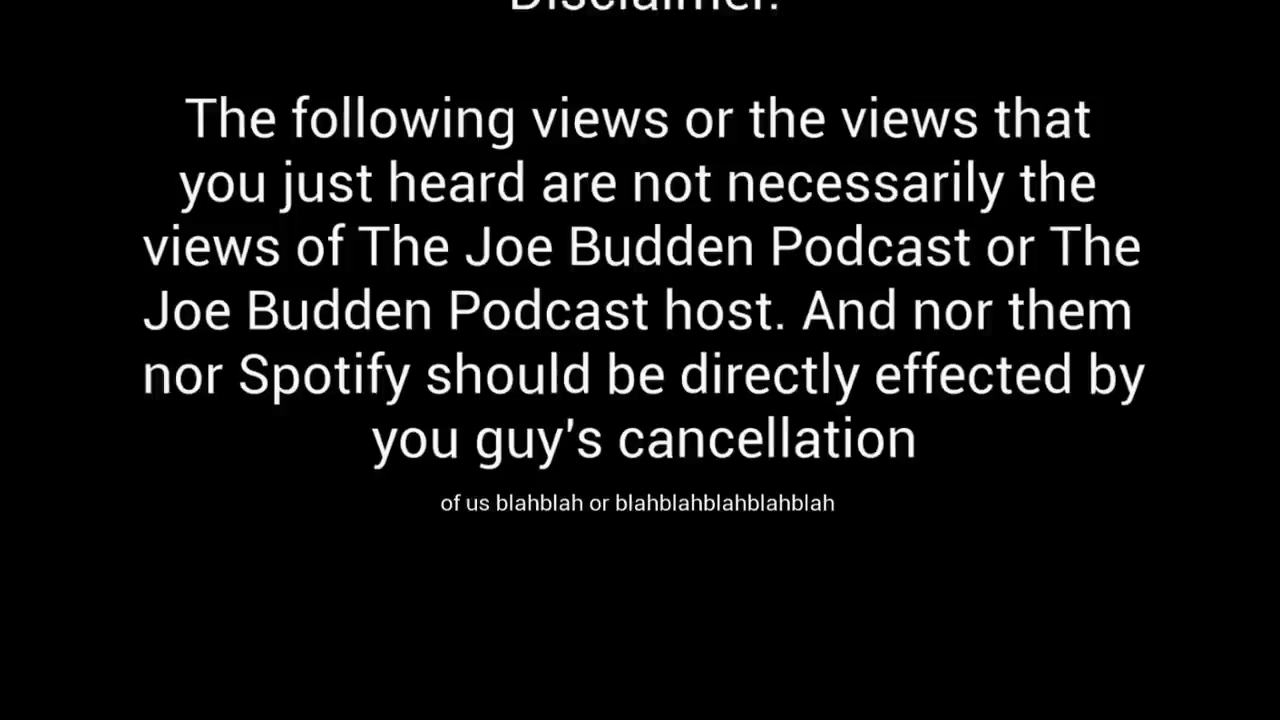 Disclaimer:
The following views or the views that
you just heard are not necessarily the
views of The Joe Budden Podcast or The
Joe Budden Podcast host. And nor them
nor Spotify should be directly effected by
you guy's cancellation
of us blahblah or blahblahblahblahblah